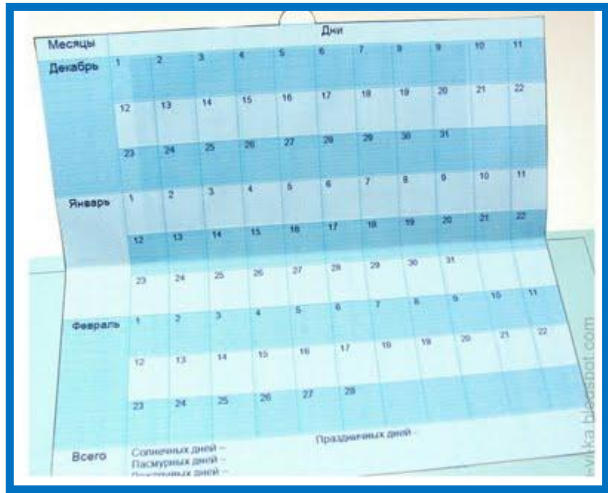 Дни
Месяцы
Декабрь 1 2 3 4 5 6 7 8 9 10 11
12 13 14 15 16 17 18 19 20 21 22
23 24 25 26 27 28 29 30 31
Январь 1 2 3 4 5 6 7 8 9 10 11
12 13 14 15 16 17 18 19 20 21 22
23 24 25 26 27 28 29 30 31
Февраль 1 2 3 4 5 6 7 8 9 10 11
12 13 14 15 16 17 18 19 20 21 22
23 24 25 26 27 28
Всего Солнечных дней – Праздничных дней -
Пасмурных дней –